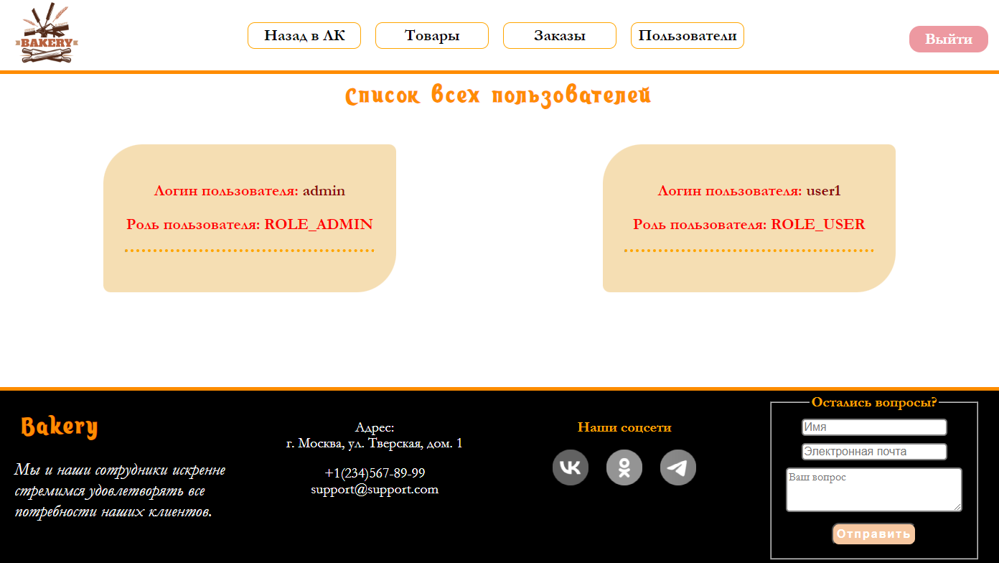 BAKERY
Назад в ЛК
Товары
Заказы
Пользователи
Выйти
Список всех пользователей
Логин пользователя: admin
Роль пользователя: ROLE_ADMIN
Логин пользователя: user1
Роль пользователя: ROLE_USER
Bakery
Мы и наши сотрудники искренне
стремимся удовлетворять все
потребности наших клиентов.
Адрес:
г. Москва, ул. Тверская, дом. 1
+1(234)567-89-99
support@support.com
Наши соцсети
Остались вопросы?
Имя
Электронная почта
Ваш вопрос
Отправить